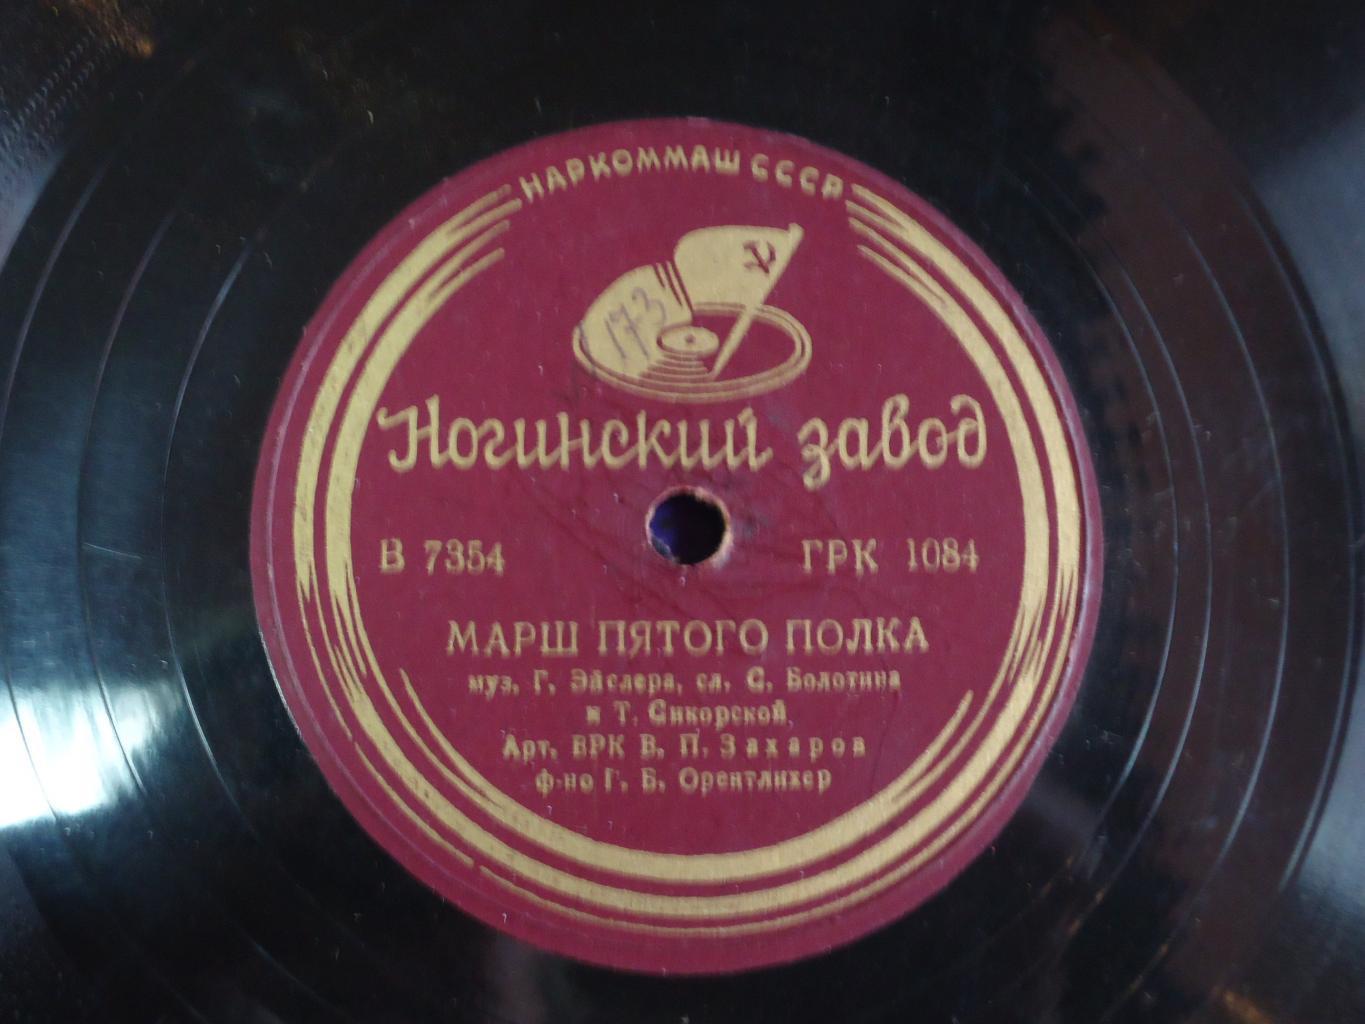 НАРКОММАШ СССР
173
Ногинский завод
В 7354 ГРК 1084
МАРШ ПЯТОГО ПОЛКА
муз. Г. Эйслера, сл. С. Болотина
и Т. Сикорской
Арт. ВРК В. П. Захаров
ф-но Г. Б. Орентлихер